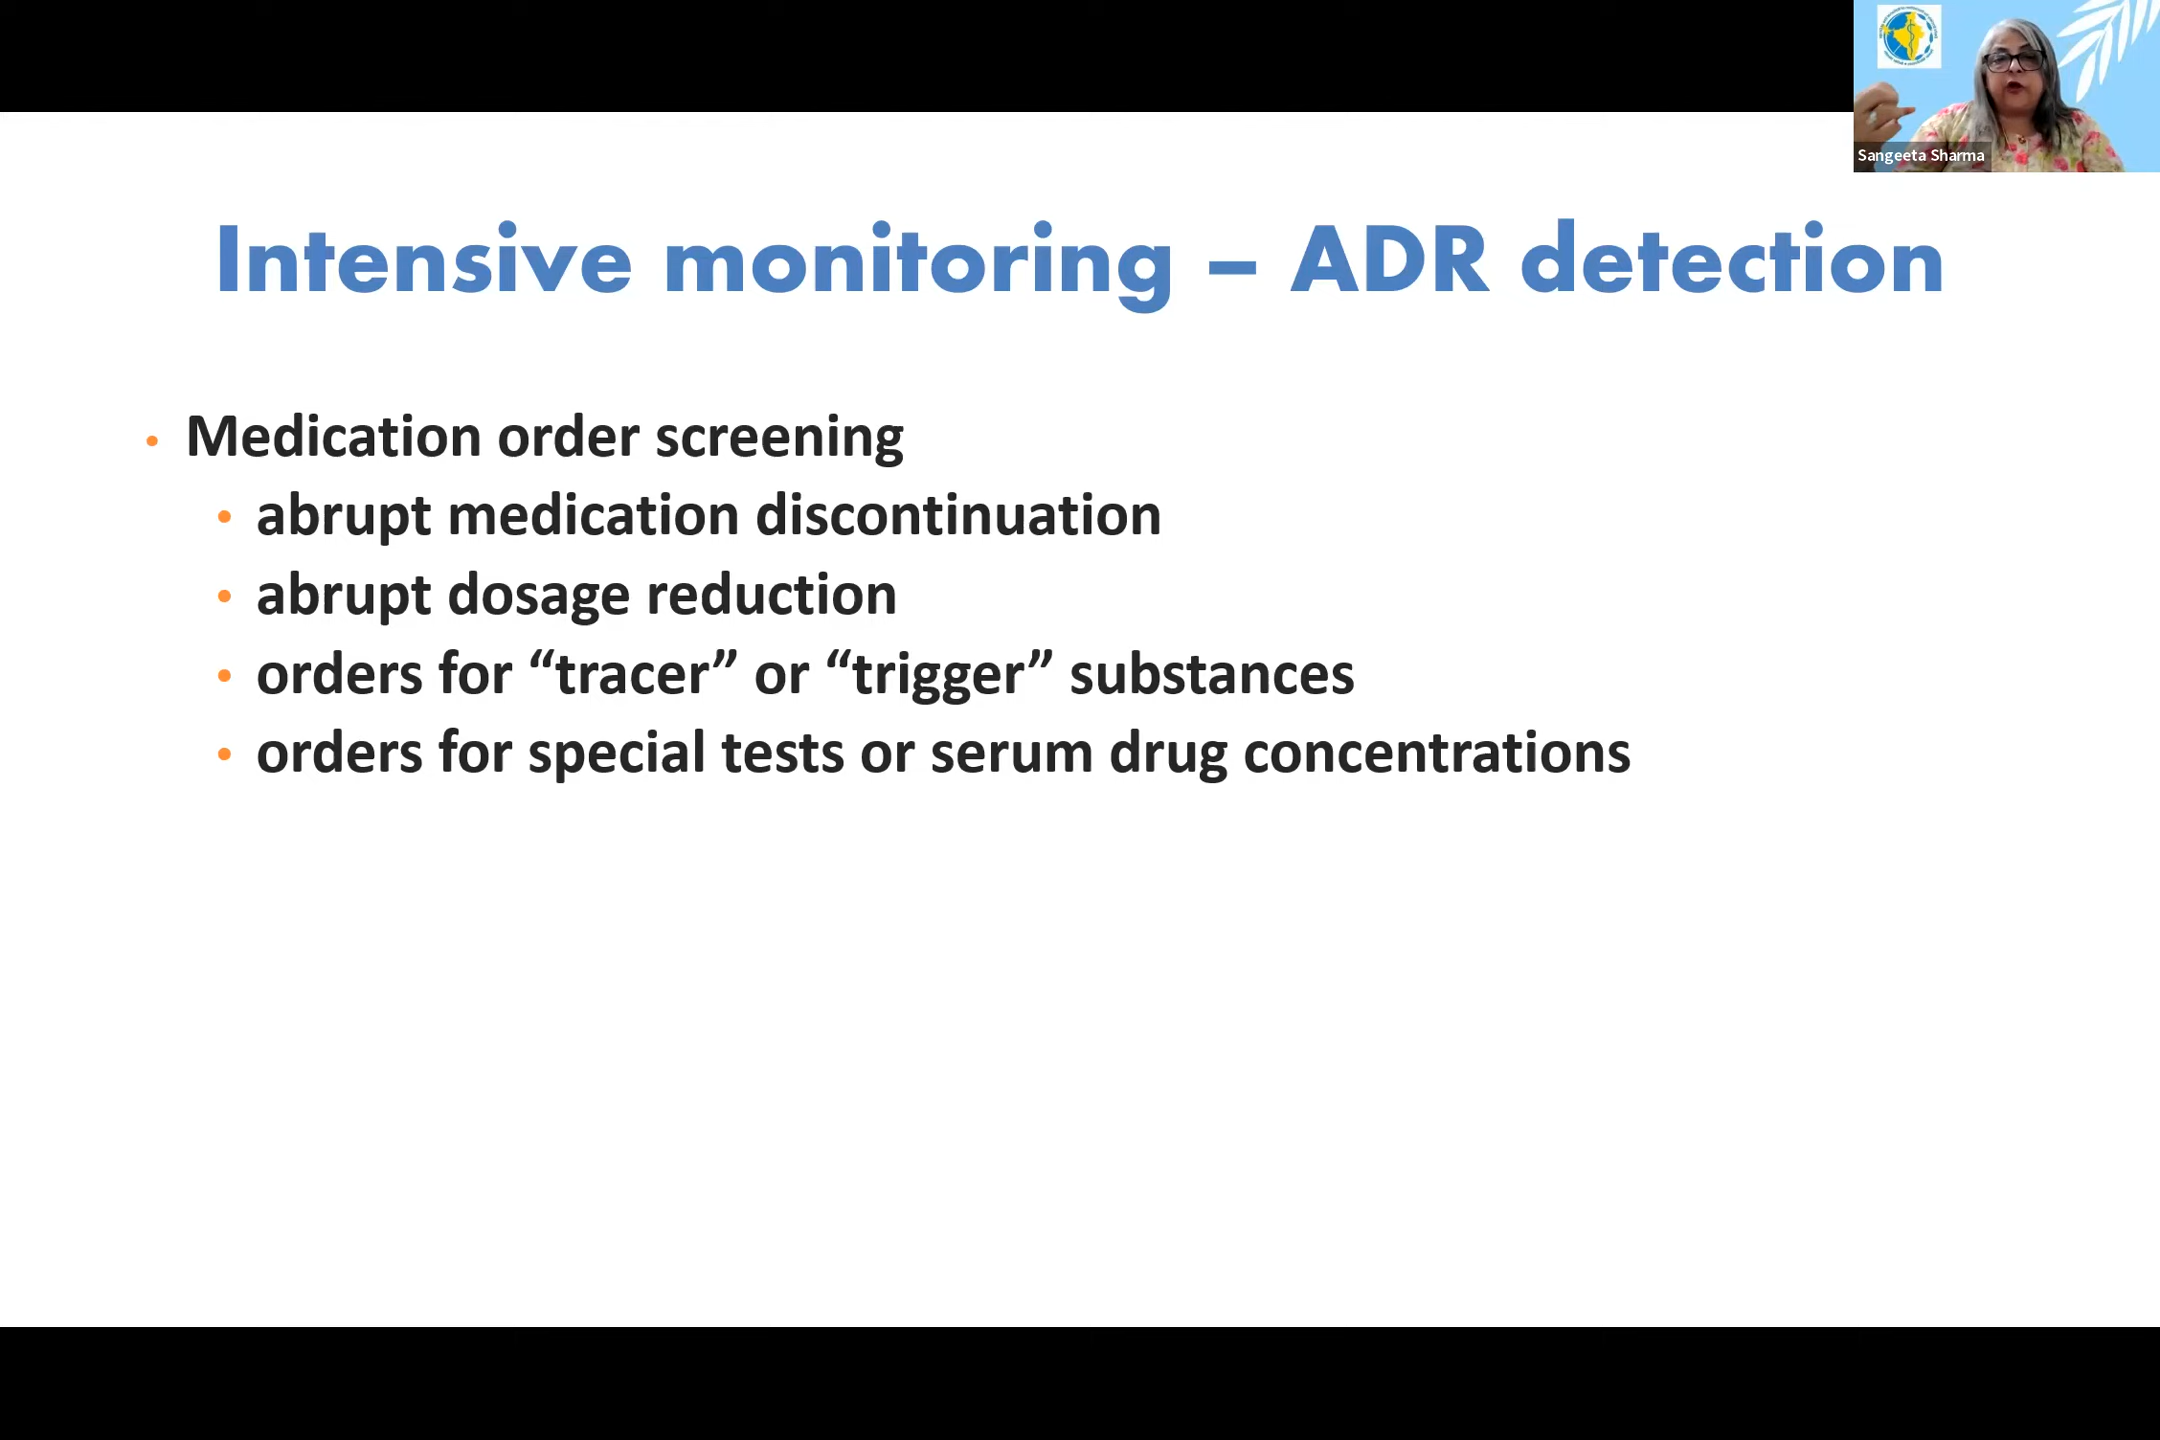 Sangeeta Sharma
Intensive monitoring – ADR detection
• Medication order screening
• abrupt medication discontinuation
• abrupt dosage reduction
• orders for “tracer” or “trigger” substances
• orders for special tests or serum drug concentrations